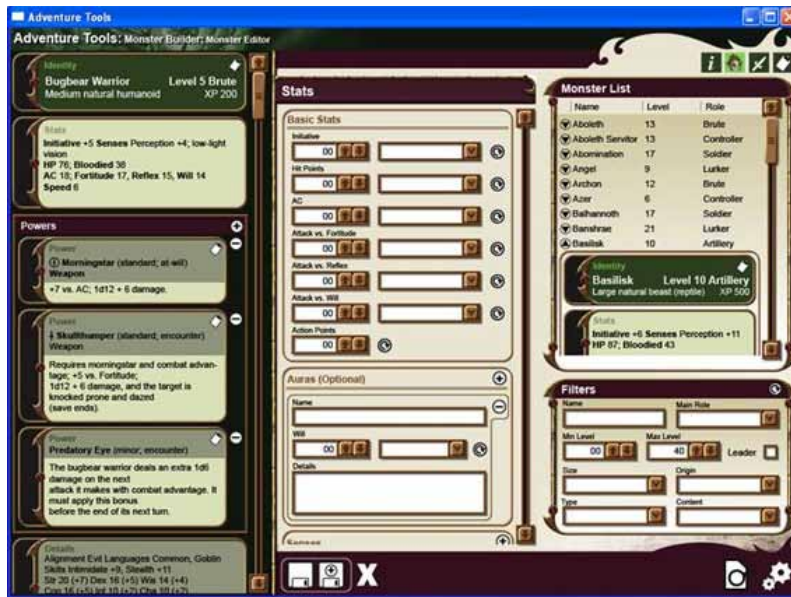 Adventure Tools
Adventure Tools: Monster Builder: Monster Editor
Identity
Bugbear Warrior Level 5 Brute
Medium natural humanoid XP 200
Stats
Initiative +5 Senses Perception +4; low-light
vision
HP 76; Bloodied 38
AC 18; Fortitude 17, Reflex 15, Will 14
Speed 6
Powers
Power
Morningstar (standard; at-will)
Weapon
+7 vs. AC; 1d12 + 6 damage.
Power
Skullthumper (standard; encounter)
Weapon
Requires morningstar and combat advan-
tage; +5 vs. Fortitude;
1d12 + 6 damage, and the target is
knocked prone and dazed
(save ends).
Power
Predatory Eye (minor; encounter)
The bugbear warrior deals an extra 1d6
damage on the next
attack it makes with combat advantage. It
must apply this bonus
before the end of its next turn.
Details
Alignment Evil Languages Common, Goblin
Skills Intimidate +9, Stealth +11
Str 20 (+7) Dex 16 (+5) Wis 14 (+4)
Con 16 (+5) Int 10 (+2) Cha 10 (+2)
Stats
Basic Stats
Initiative
00
Hit Points
00
AC
00
Attack vs. Fortitude
00
Attack vs. Reflex
00
Attack vs. Will
00
Action Points
00
Auras (Optional)
Name
Will
00
Details
Senses
Monster List
Name Level Role
Aboleth 13 Brute
Aboleth Servitor 13 Controller
Abomination 17 Soldier
Angel 9 Lurker
Archon 12 Brute
Azer 6 Controller
Balhannoth 17 Soldier
Banshrae 21 Lurker
Basilisk 10 Artillery
Identity
Basilisk Level 10 Artillery
Large natural beast (reptile) XP 500
Stats
Initiative +6 Senses Perception +11
HP 87; Bloodied 43
Filters
Name Main Role
Min Level Max Level
00 40 Leader
Size Origin
Type Content